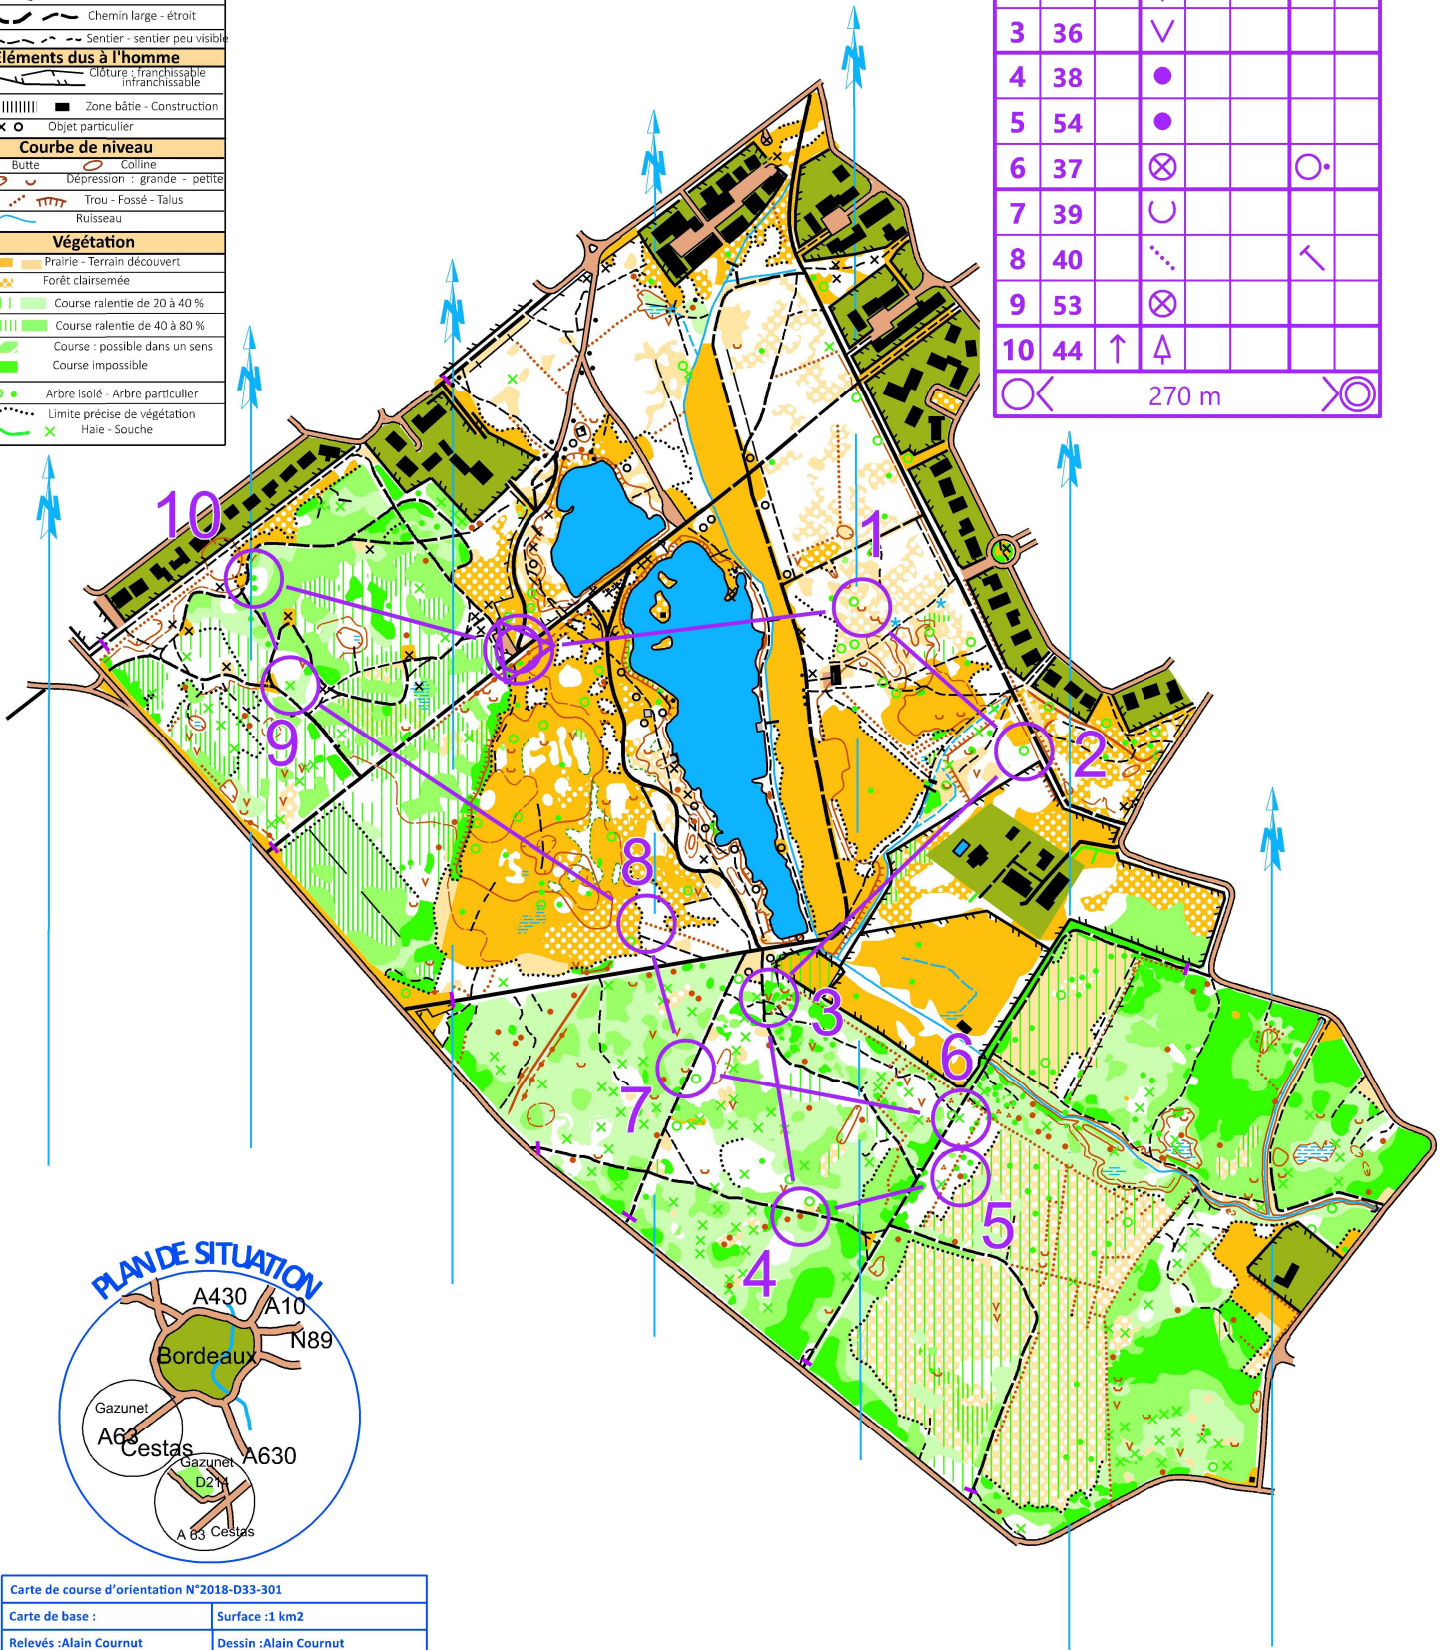 Chemin large - étroit
Sentier - sentier peu visible
Eléments dus à l'homme
Clôture : franchissable
infranchissable
Zone bâtie - Construction
Objet particulier
Courbe de niveau
Butte Colline
Dépression : grande - petite
Trou - Fossé - Talus
Ruisseau
Végétation
Prairie - Terrain découvert
Forêt clairsemée
Course ralentie de 20 à 40 %
Course ralentie de 40 à 80 %
Course : possible dans un sens
Course impossible
Arbre Isolé - Arbre particulier
Limite précise de végétation
Haie - Souche
3 36
4 38
5 54
6 37
7 39
8 40
9 53
10 44
270 m
N
N
N
N
N
N
N
N
10
1
2
9
8
3
6
7
5
4
PLAN DE SITUATION
A430
A10
N89
Bordeaux
Gazunet
A63
Cestas
A630
Gazunet
D214
A 63 Cestas
Carte de course d'orientation N°2018-D33-301
Carte de base : Surface :1 km2
Relevés :Alain Cournut Dessin :Alain Cournut